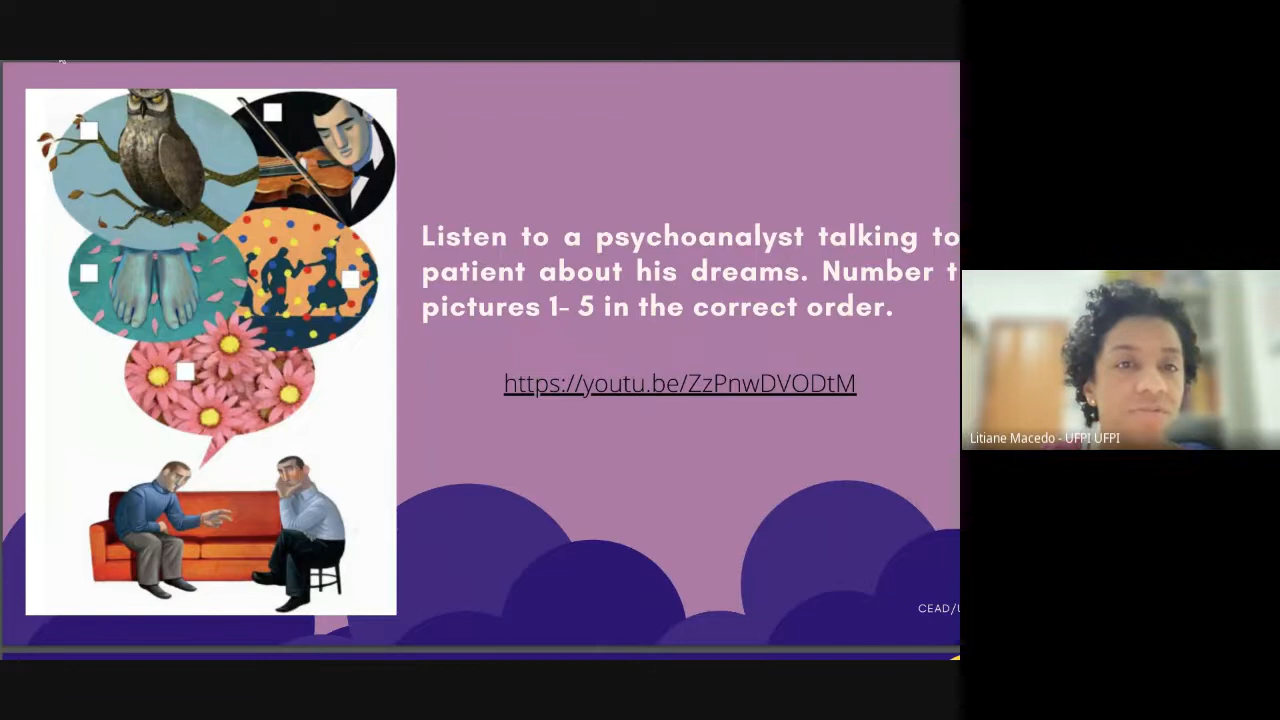 Listen to a psychoanalyst talking to
patient about his dreams. Number t
pictures 1- 5 in the correct order.
https://youtu.be/ZzPnwDVODtM
CEAD/U
Litiane Macedo - UFPI UFPI